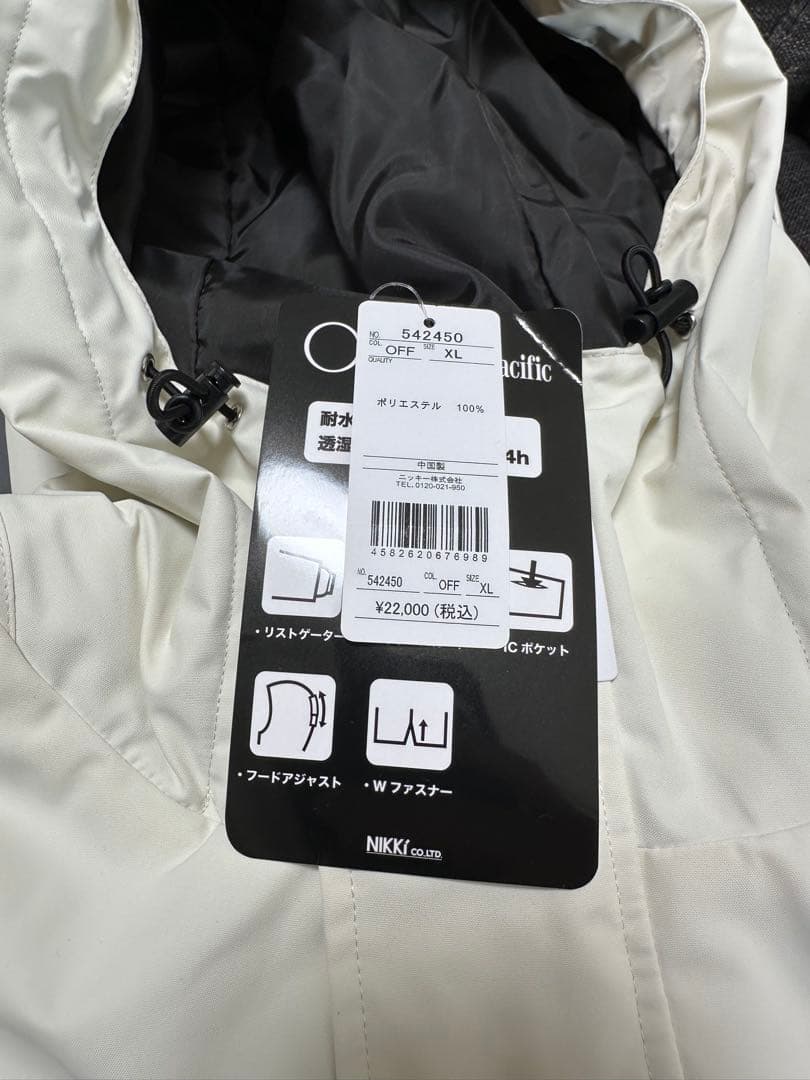 NO. 542450
COL. OFF SIZE XL
QUALITY
ポリエステル 100%
中国製
ニッキー株式会社
TEL. 0120-021-950
4582620676989
NO. 542450 COL. OFF SIZE XL
¥22,000 (税込)
O acific
耐水
透湿 4h
・リストゲーター
ICポケット
・フードアジャスト
・Wファスナー
NIKKI CO.LTD.